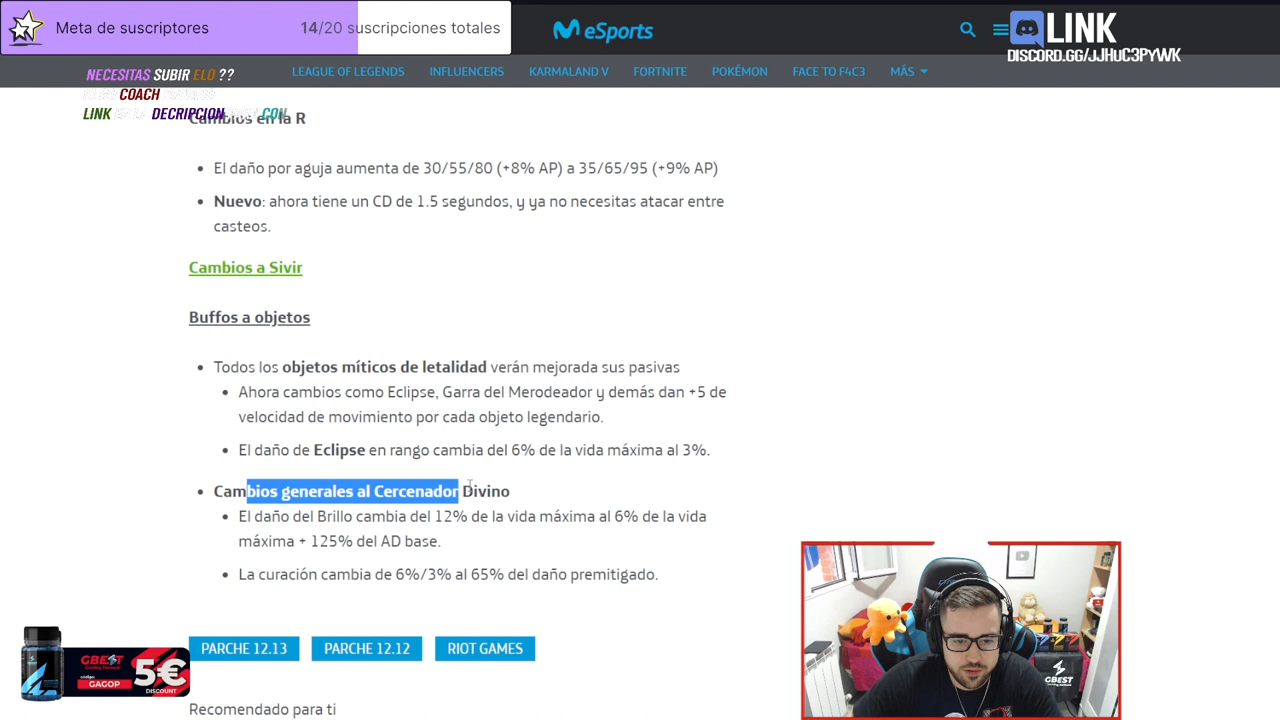 Meta de suscriptores
14/20 suscripciones totales
eSports
LINK
DISCORD.GG/JJHUC3PYWK
NECESITAS SUBIR ELO ??
COACH
LINK DECRIPCION CON
LEAGUE OF LEGENDS INFLUENCERS KARMALAND V FORTNITE POKÉMON FACE TO F4C3 MÁS
Cambios en la R
El daño por aguja aumenta de 30/55/80 (+8% AP) a 35/65/95 (+9% AP)
Nuevo: ahora tiene un CD de 1.5 segundos, y ya no necesitas atacar entre
casteos.
Cambios a Sivir
Buffos a objetos
Todos los objetos míticos de letalidad verán mejorada sus pasivas
Ahora cambios como Eclipse, Garra del Merodeador y demás dan +5 de
velocidad de movimiento por cada objeto legendario.
El daño de Eclipse en rango cambia del 6% de la vida máxima al 3%.
Cambios generales al Cercenador Divino
El daño del Brillo cambia del 12% de la vida máxima al 6% de la vida
máxima + 125% del AD base.
La curación cambia de 6%/3% al 65% del daño premitigado.
PARCHE 12.13 PARCHE 12.12 RIOT GAMES
Recomendado para ti
GBEST
GAGOP
5€
DISCOUNT
GBEST